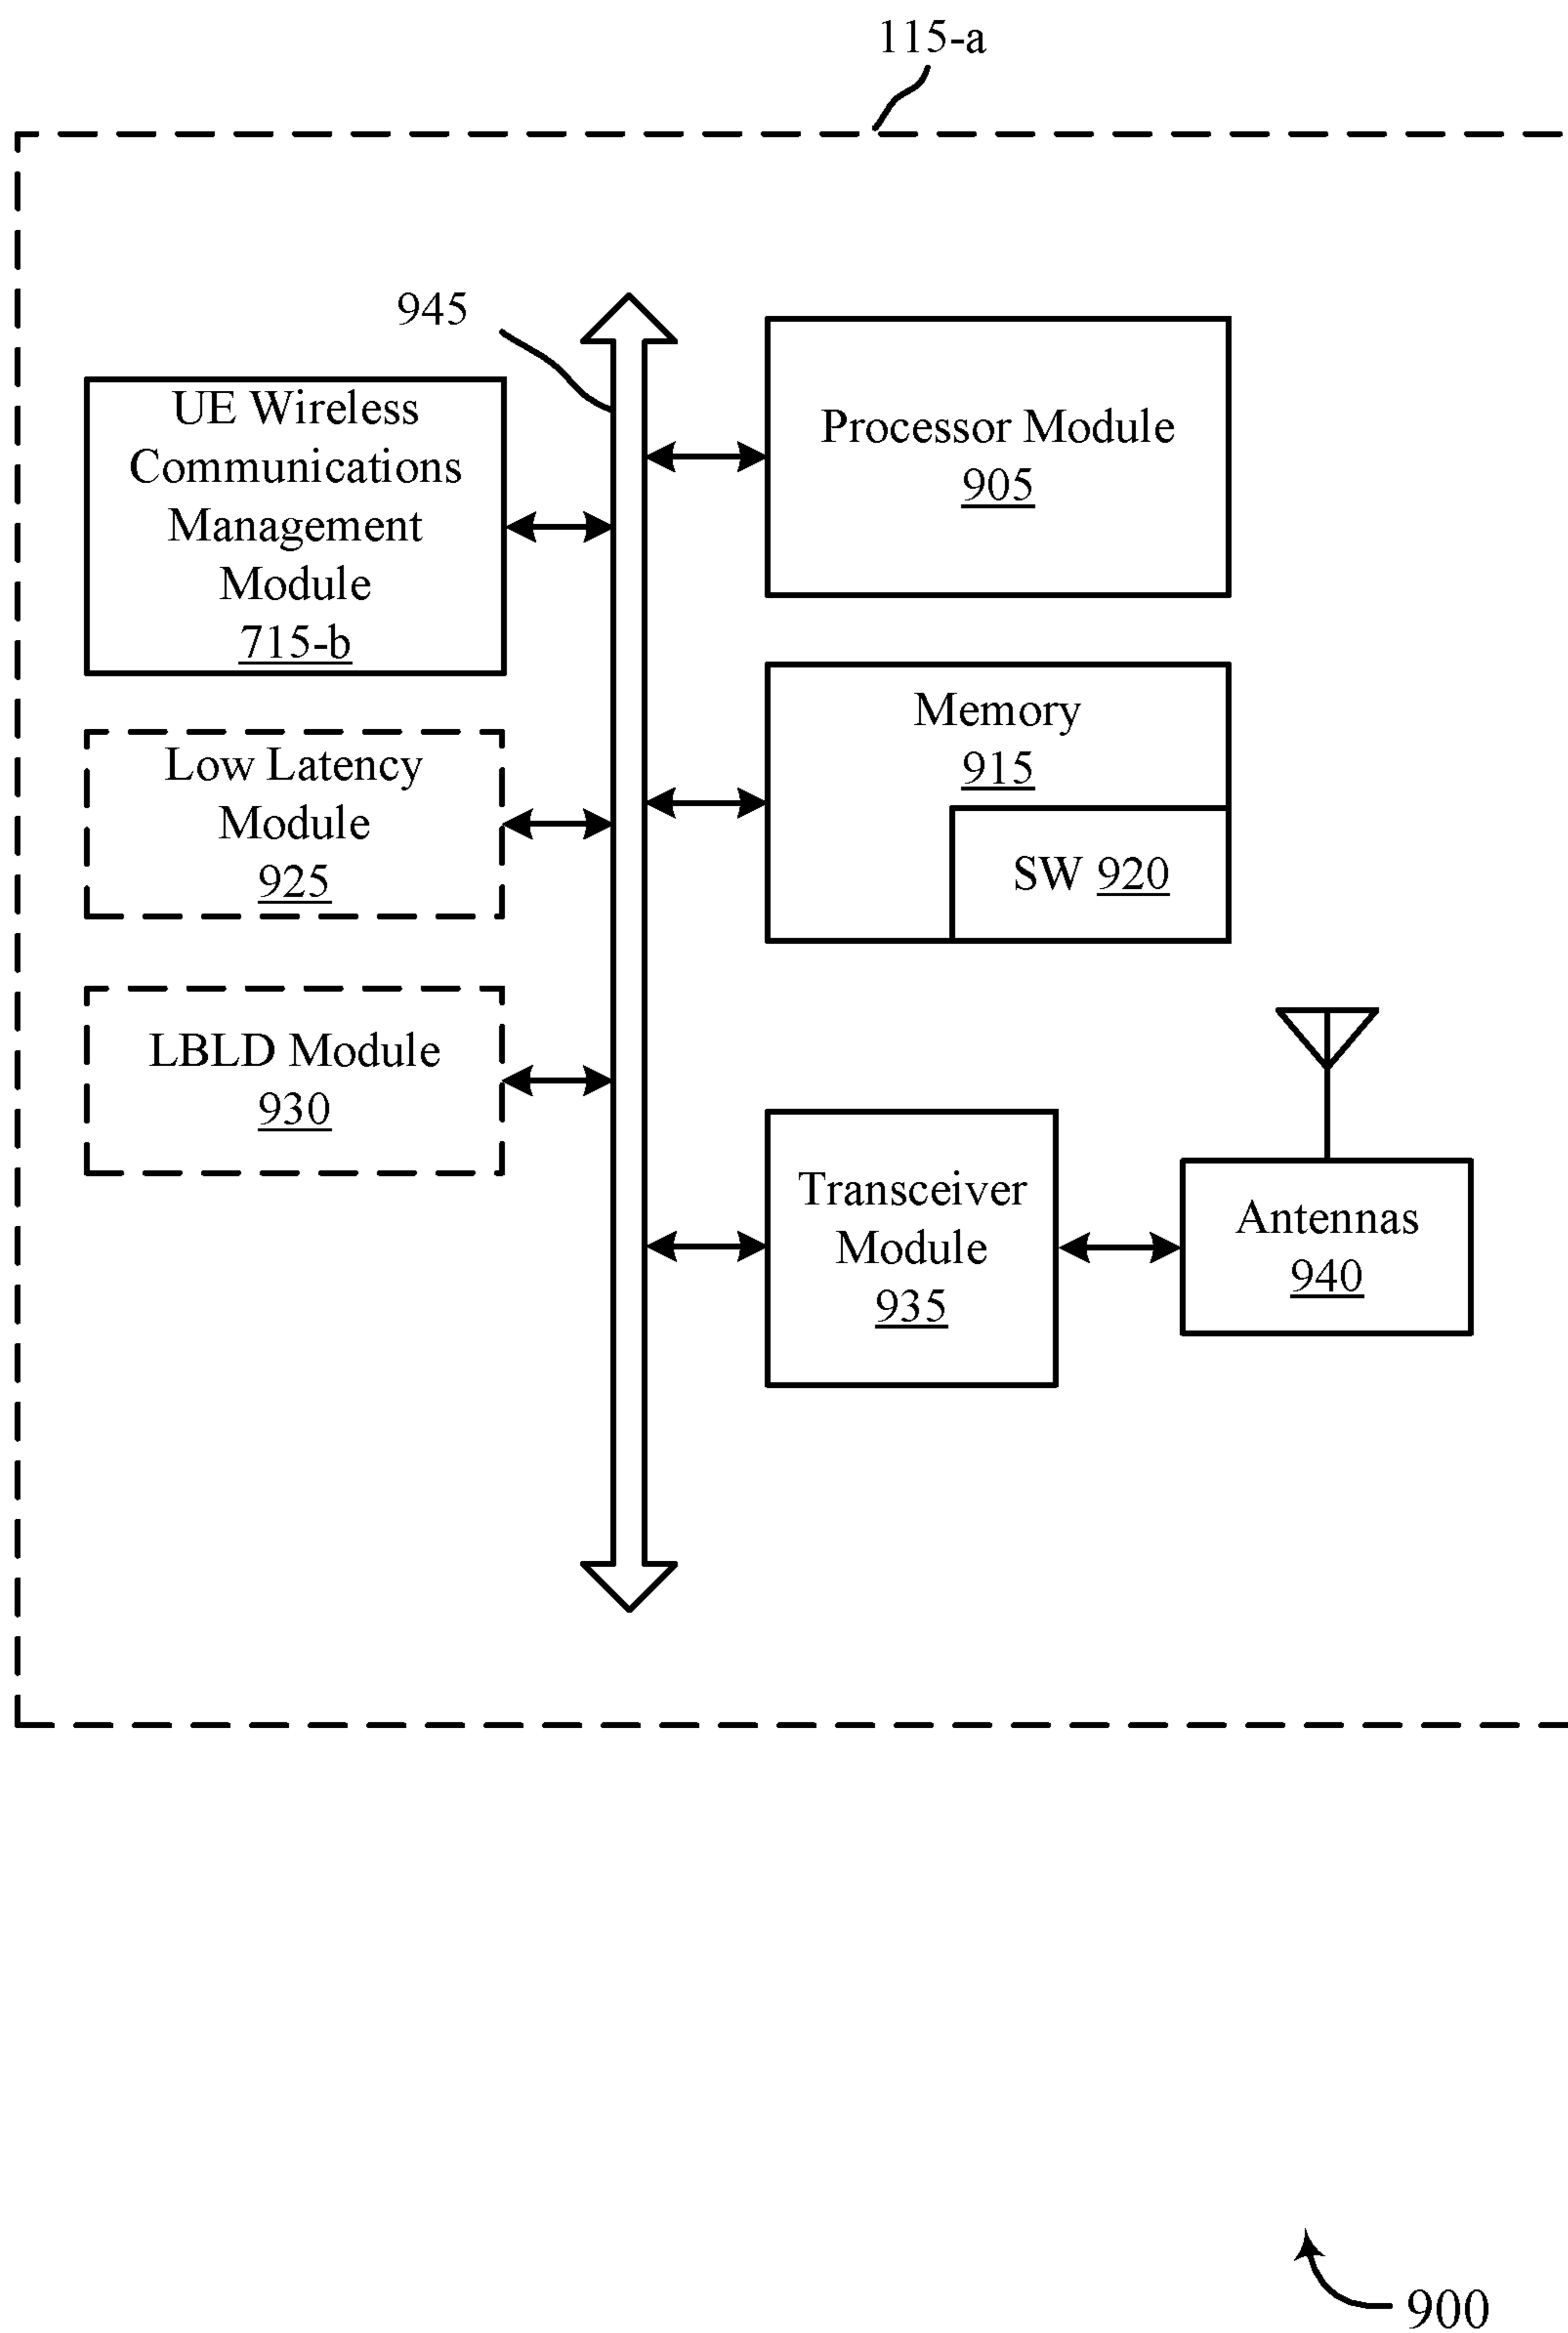 115-a
945
UE Wireless
Communications
Management
Module
715-b
Processor Module
905
Low Latency
Module
925
Memory
915
SW 920
LBLD Module
930
Transceiver
Module
935
Antennas
940
900